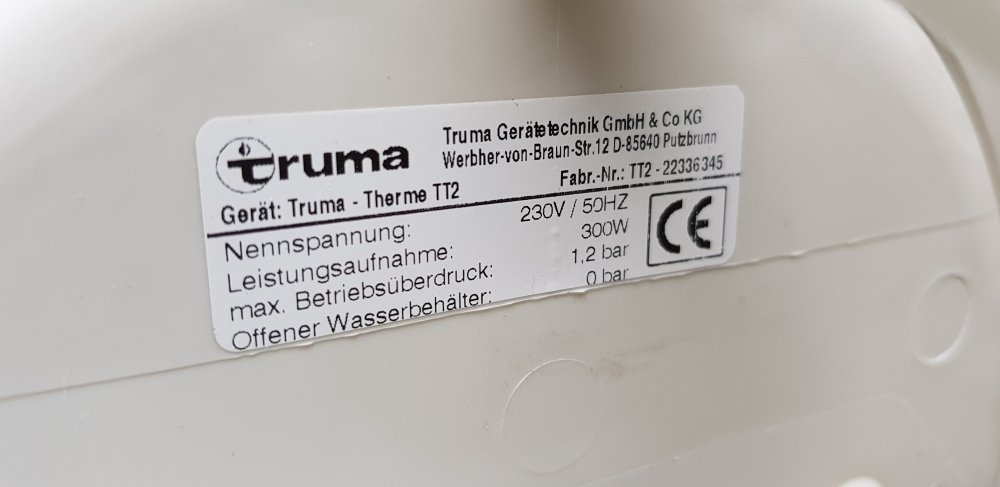 truma
Truma Gerätetechnik GmbH & Co KG
Werbher-von-Braun-Str.12 D-85640 Putzbrunn
Gerät: Truma - Therme TT2
Fabr.-Nr.: TT2 - 22336345
Nennspannung: 230V / 50HZ
Leistungsaufnahme: 300W
max. Betriebsüberdruck: 1,2 bar
Offener Wasserbehälter: 0 bar
CE